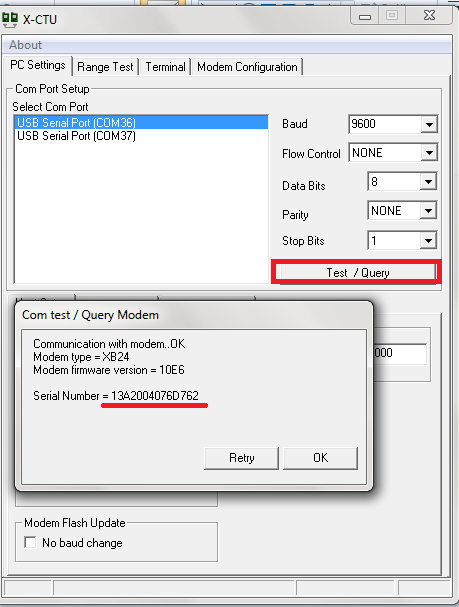 X-CTU
About
PC Settings
Range Test
Terminal
Modem Configuration
Com Port Setup
Select Com Port
USB Serial Port (COM36)
USB Serial Port (COM37)
Baud
9600
Flow Control
NONE
Data Bits
8
Parity
NONE
Stop Bits
1
Test / Query
Com test / Query Modem
Communication with modem..OK
Modem type = XB24
Modem firmware version = 10E6
Serial Number = 13A2004076D762
Retry
OK
000
Modem Flash Update
No baud change